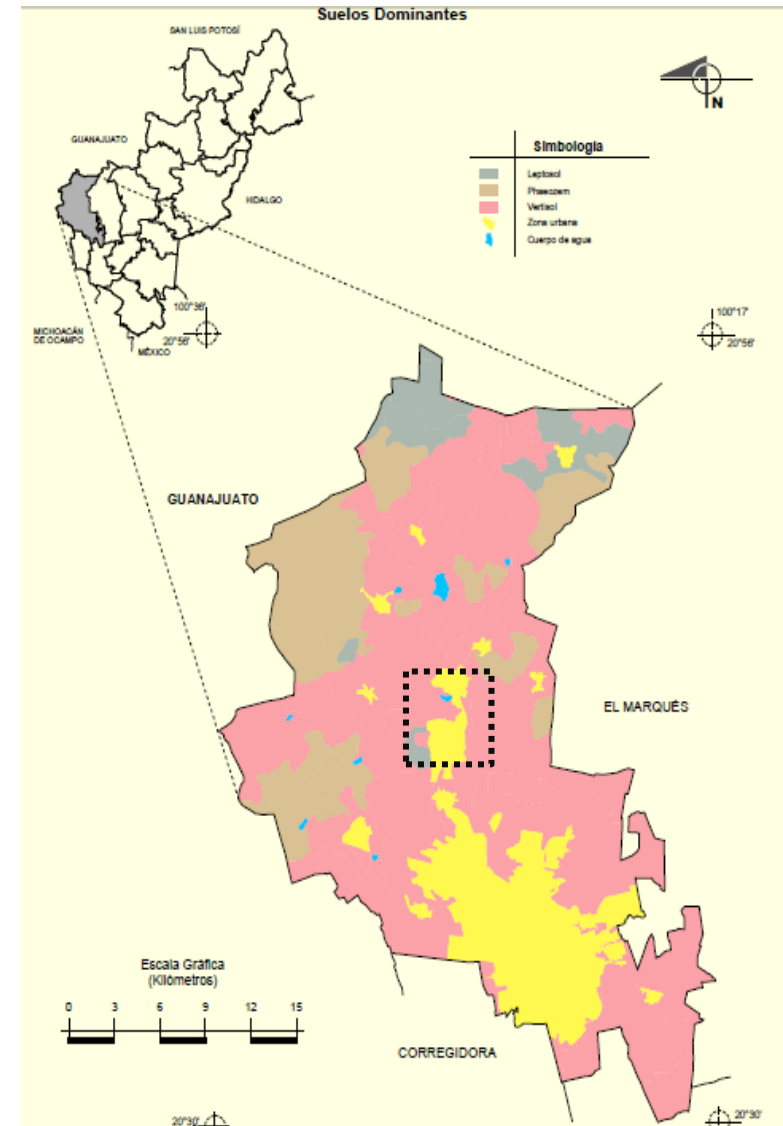 Suelos Dominantes
SAN LUIS POTOSÍ
GUANAJUATO
HIDALGO
MICHOACÁN
DE OCAMPO
MÉXICO
N
Simbología
Leptosol
Phaeozem
Vertisol
Zona urbana
Cuerpo de agua
100°36'
20°56'
100°17'
20°56'
GUANAJUATO
EL MARQUÉS
Escala Gráfica
(Kilómetros)
0 3 6 9 12 15
CORREGIDORA
20°30'
20°30'